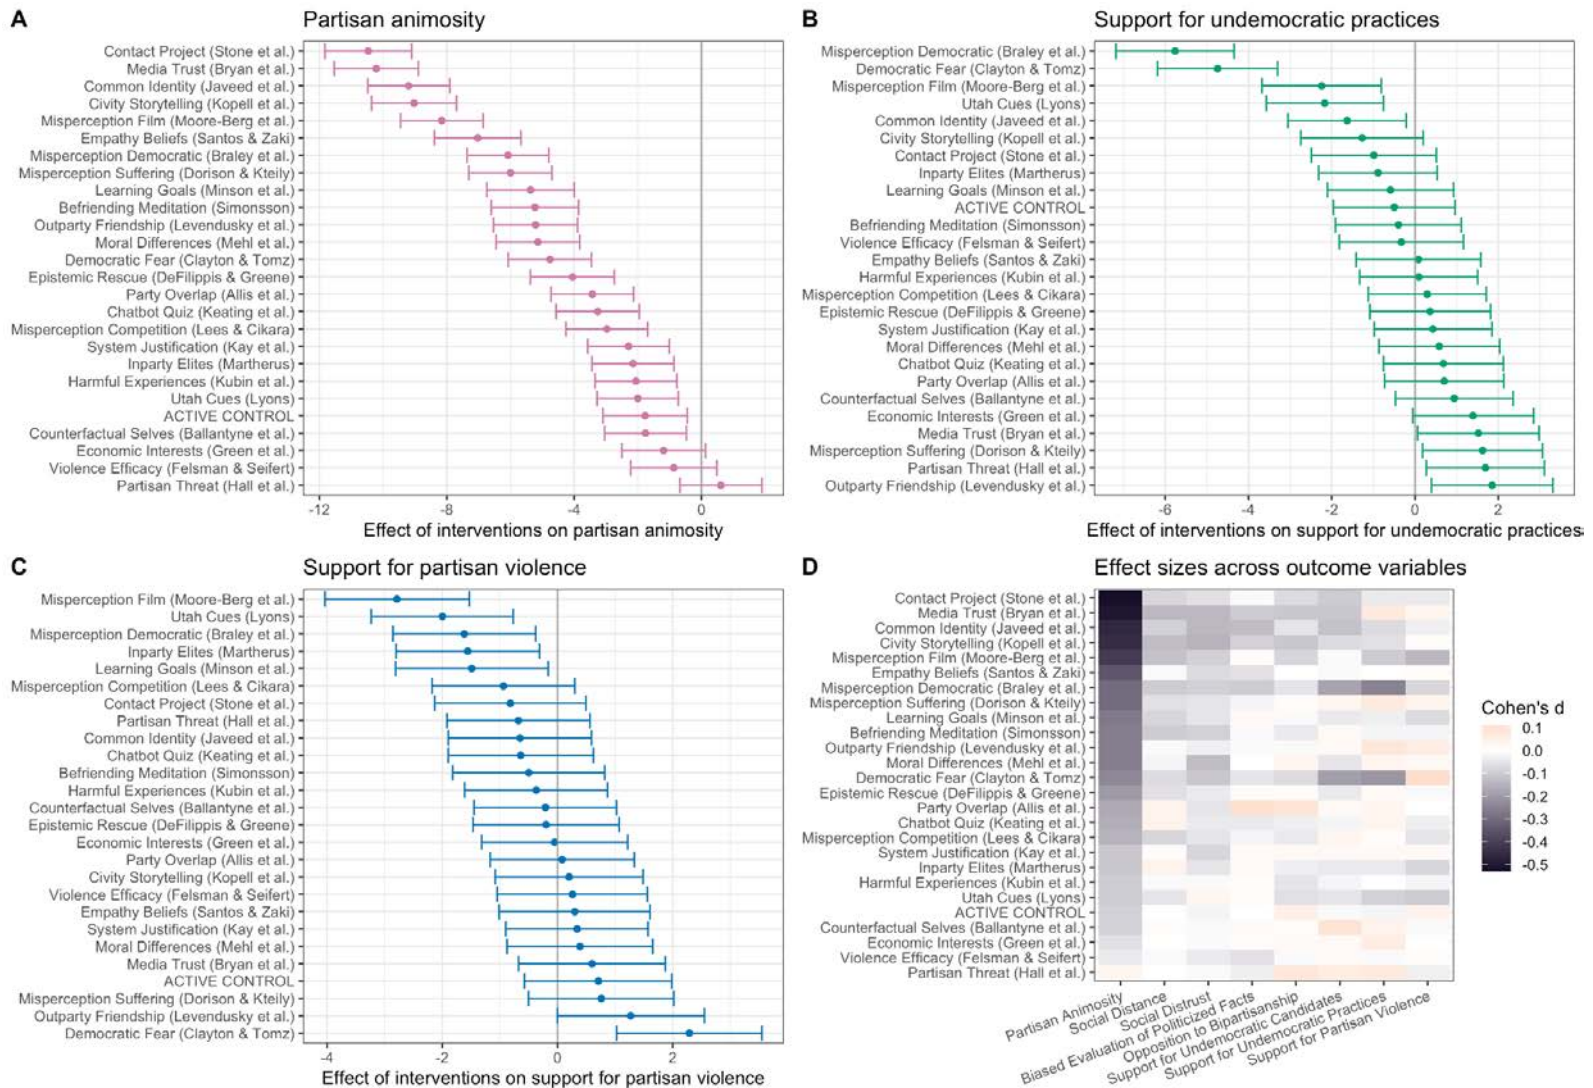 A
Partisan animosity
Contact Project (Stone et al.)
Media Trust (Bryan et al.)
Common Identity (Javeed et al.)
Civity Storytelling (Kopell et al.)
Misperception Film (Moore-Berg et al.)
Empathy Beliefs (Santos & Zaki)
Misperception Democratic (Braley et al.)
Misperception Suffering (Dorison & Kteily)
Learning Goals (Minson et al.)
Befriending Meditation (Simonsson)
Outparty Friendship (Levendusky et al.)
Moral Differences (Mehl et al.)
Democratic Fear (Clayton & Tomz)
Epistemic Rescue (DeFilippis & Greene)
Party Overlap (Allis et al.)
Chatbot Quiz (Keating et al.)
Misperception Competition (Lees & Cikara)
System Justification (Kay et al.)
Inparty Elites (Martherus)
Harmful Experiences (Kubin et al.)
Utah Cues (Lyons)
ACTIVE CONTROL
Counterfactual Selves (Ballantyne et al.)
Economic Interests (Green et al.)
Violence Efficacy (Felsman & Seifert)
Partisan Threat (Hall et al.)
-12 -8 -4 0
Effect of interventions on partisan animosity
B
Support for undemocratic practices
Misperception Democratic (Braley et al.)
Democratic Fear (Clayton & Tomz)
Misperception Film (Moore-Berg et al.)
Utah Cues (Lyons)
Common Identity (Javeed et al.)
Civity Storytelling (Kopell et al.)
Contact Project (Stone et al.)
Inparty Elites (Martherus)
Learning Goals (Minson et al.)
ACTIVE CONTROL
Befriending Meditation (Simonsson)
Violence Efficacy (Felsman & Seifert)
Empathy Beliefs (Santos & Zaki)
Harmful Experiences (Kubin et al.)
Misperception Competition (Lees & Cikara)
Epistemic Rescue (DeFilippis & Greene)
System Justification (Kay et al.)
Moral Differences (Mehl et al.)
Chatbot Quiz (Keating et al.)
Party Overlap (Allis et al.)
Counterfactual Selves (Ballantyne et al.)
Economic Interests (Green et al.)
Media Trust (Bryan et al.)
Misperception Suffering (Dorison & Kteily)
Partisan Threat (Hall et al.)
Outparty Friendship (Levendusky et al.)
-6 -4 -2 0 2
Effect of interventions on support for undemocratic practices
C
Support for partisan violence
Misperception Film (Moore-Berg et al.)
Utah Cues (Lyons)
Misperception Democratic (Braley et al.)
Inparty Elites (Martherus)
Learning Goals (Minson et al.)
Misperception Competition (Lees & Cikara)
Contact Project (Stone et al.)
Partisan Threat (Hall et al.)
Common Identity (Javeed et al.)
Chatbot Quiz (Keating et al.)
Befriending Meditation (Simonsson)
Harmful Experiences (Kubin et al.)
Counterfactual Selves (Ballantyne et al.)
Epistemic Rescue (DeFilippis & Greene)
Economic Interests (Green et al.)
Party Overlap (Allis et al.)
Civity Storytelling (Kopell et al.)
Violence Efficacy (Felsman & Seifert)
Empathy Beliefs (Santos & Zaki)
System Justification (Kay et al.)
Moral Differences (Mehl et al.)
Media Trust (Bryan et al.)
ACTIVE CONTROL
Misperception Suffering (Dorison & Kteily)
Outparty Friendship (Levendusky et al.)
Democratic Fear (Clayton & Tomz)
-4 -2 0 2
Effect of interventions on support for partisan violence
D
Effect sizes across outcome variables
Contact Project (Stone et al.)
Media Trust (Bryan et al.)
Common Identity (Javeed et al.)
Civity Storytelling (Kopell et al.)
Misperception Film (Moore-Berg et al.)
Empathy Beliefs (Santos & Zaki)
Misperception Democratic (Braley et al.)
Misperception Suffering (Dorison & Kteily)
Learning Goals (Minson et al.)
Befriending Meditation (Simonsson)
Outparty Friendship (Levendusky et al.)
Moral Differences (Mehl et al.)
Democratic Fear (Clayton & Tomz)
Epistemic Rescue (DeFilippis & Greene)
Party Overlap (Allis et al.)
Chatbot Quiz (Keating et al.)
Misperception Competition (Lees & Cikara)
System Justification (Kay et al.)
Inparty Elites (Martherus)
Harmful Experiences (Kubin et al.)
Utah Cues (Lyons)
ACTIVE CONTROL
Counterfactual Selves (Ballantyne et al.)
Economic Interests (Green et al.)
Violence Efficacy (Felsman & Seifert)
Partisan Threat (Hall et al.)
Partisan Animosity
Social Distance
Social Distrust
Biased Evaluation of Politicized Facts
Opposition to Bipartisanship
Support for Undemocratic Candidates
Support for Undemocratic Practices
Support for Partisan Violence
Cohen's d
0.1
0.0
-0.1
-0.2
-0.3
-0.4
-0.5